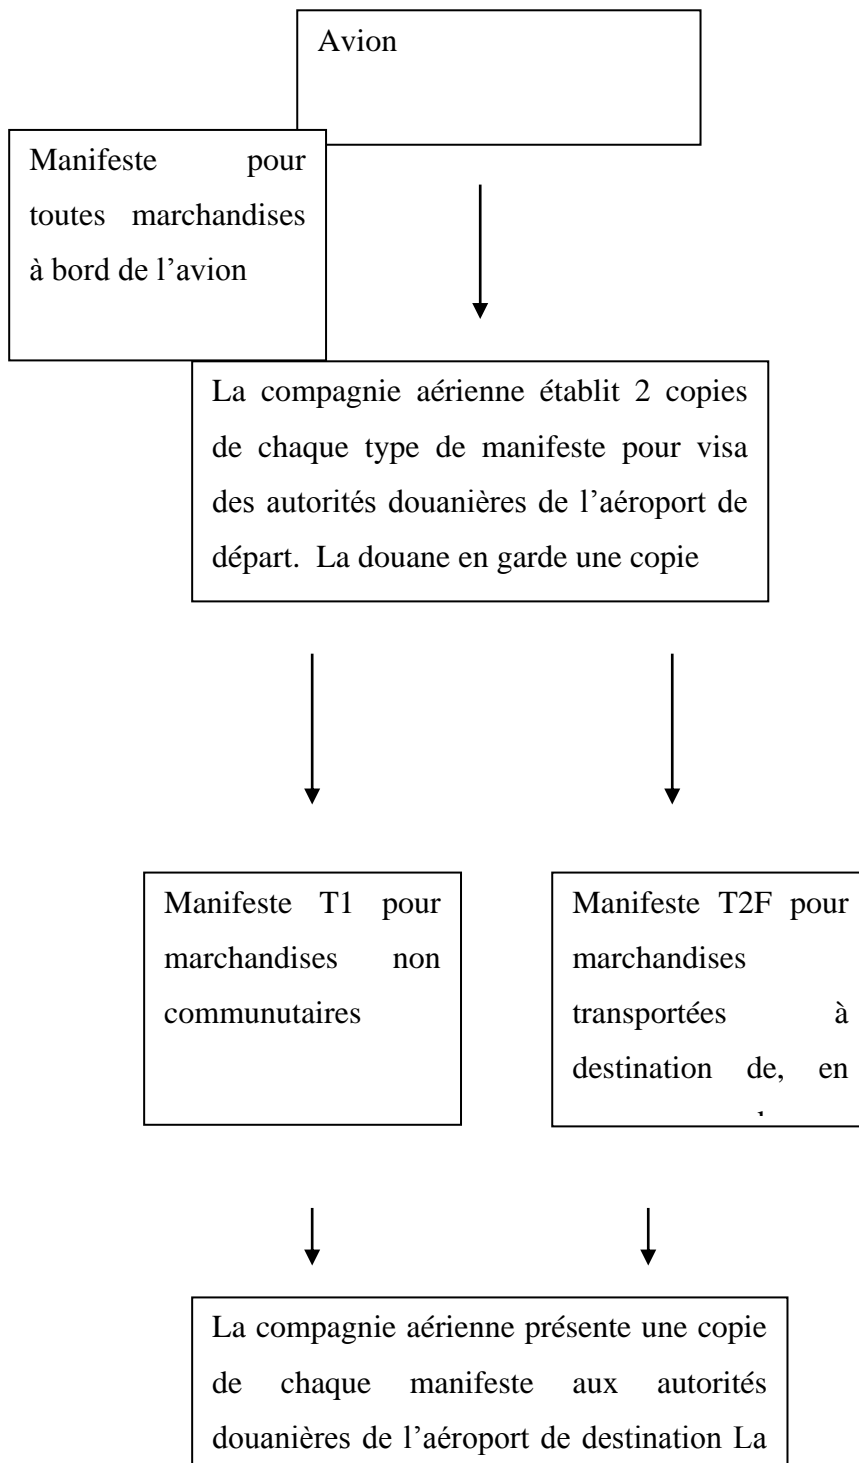 Avion
Manifeste pour
toutes marchandises
à bord de l’avion
La compagnie aérienne établit 2 copies
de chaque type de manifeste pour visa
des autorités douanières de l’aéroport de
départ. La douane en garde une copie
Manifeste T1 pour
marchandises non
communutaires
Manifeste T2F pour
marchandises
transportées à
destination de, en
La compagnie aérienne présente une copie
de chaque manifeste aux autorités
douanières de l’aéroport de destination La